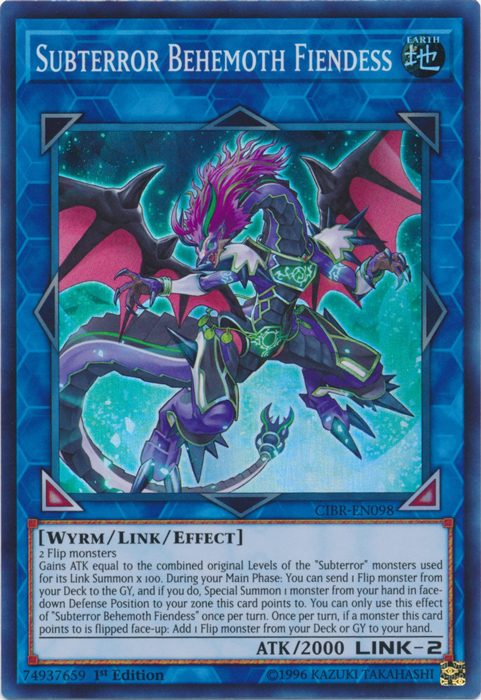 SUBTERROR BEHEMOTH FIENDESS
EARTH
地
CIBR-EN098
[WYRM/LINK/EFFECT]
2 Flip monsters
Gains ATK equal to the combined original Levels of the "Subterror" monsters used
for its Link Summon x 100. During your Main Phase: You can send 1 Flip monster from
your Deck to the GY, and if you do, Special Summon 1 monster from your hand in face-
down Defense Position to your zone this card points to. You can only use this effect
of "Subterror Behemoth Fiendess" once per turn. Once per turn, if a monster this card
points to is flipped face-up: Add 1 Flip monster from your Deck or GY to your hand.
ATK/2000 LINK-2
74937659 1st Edition ©1996 KAZUKI TAKAHASHI